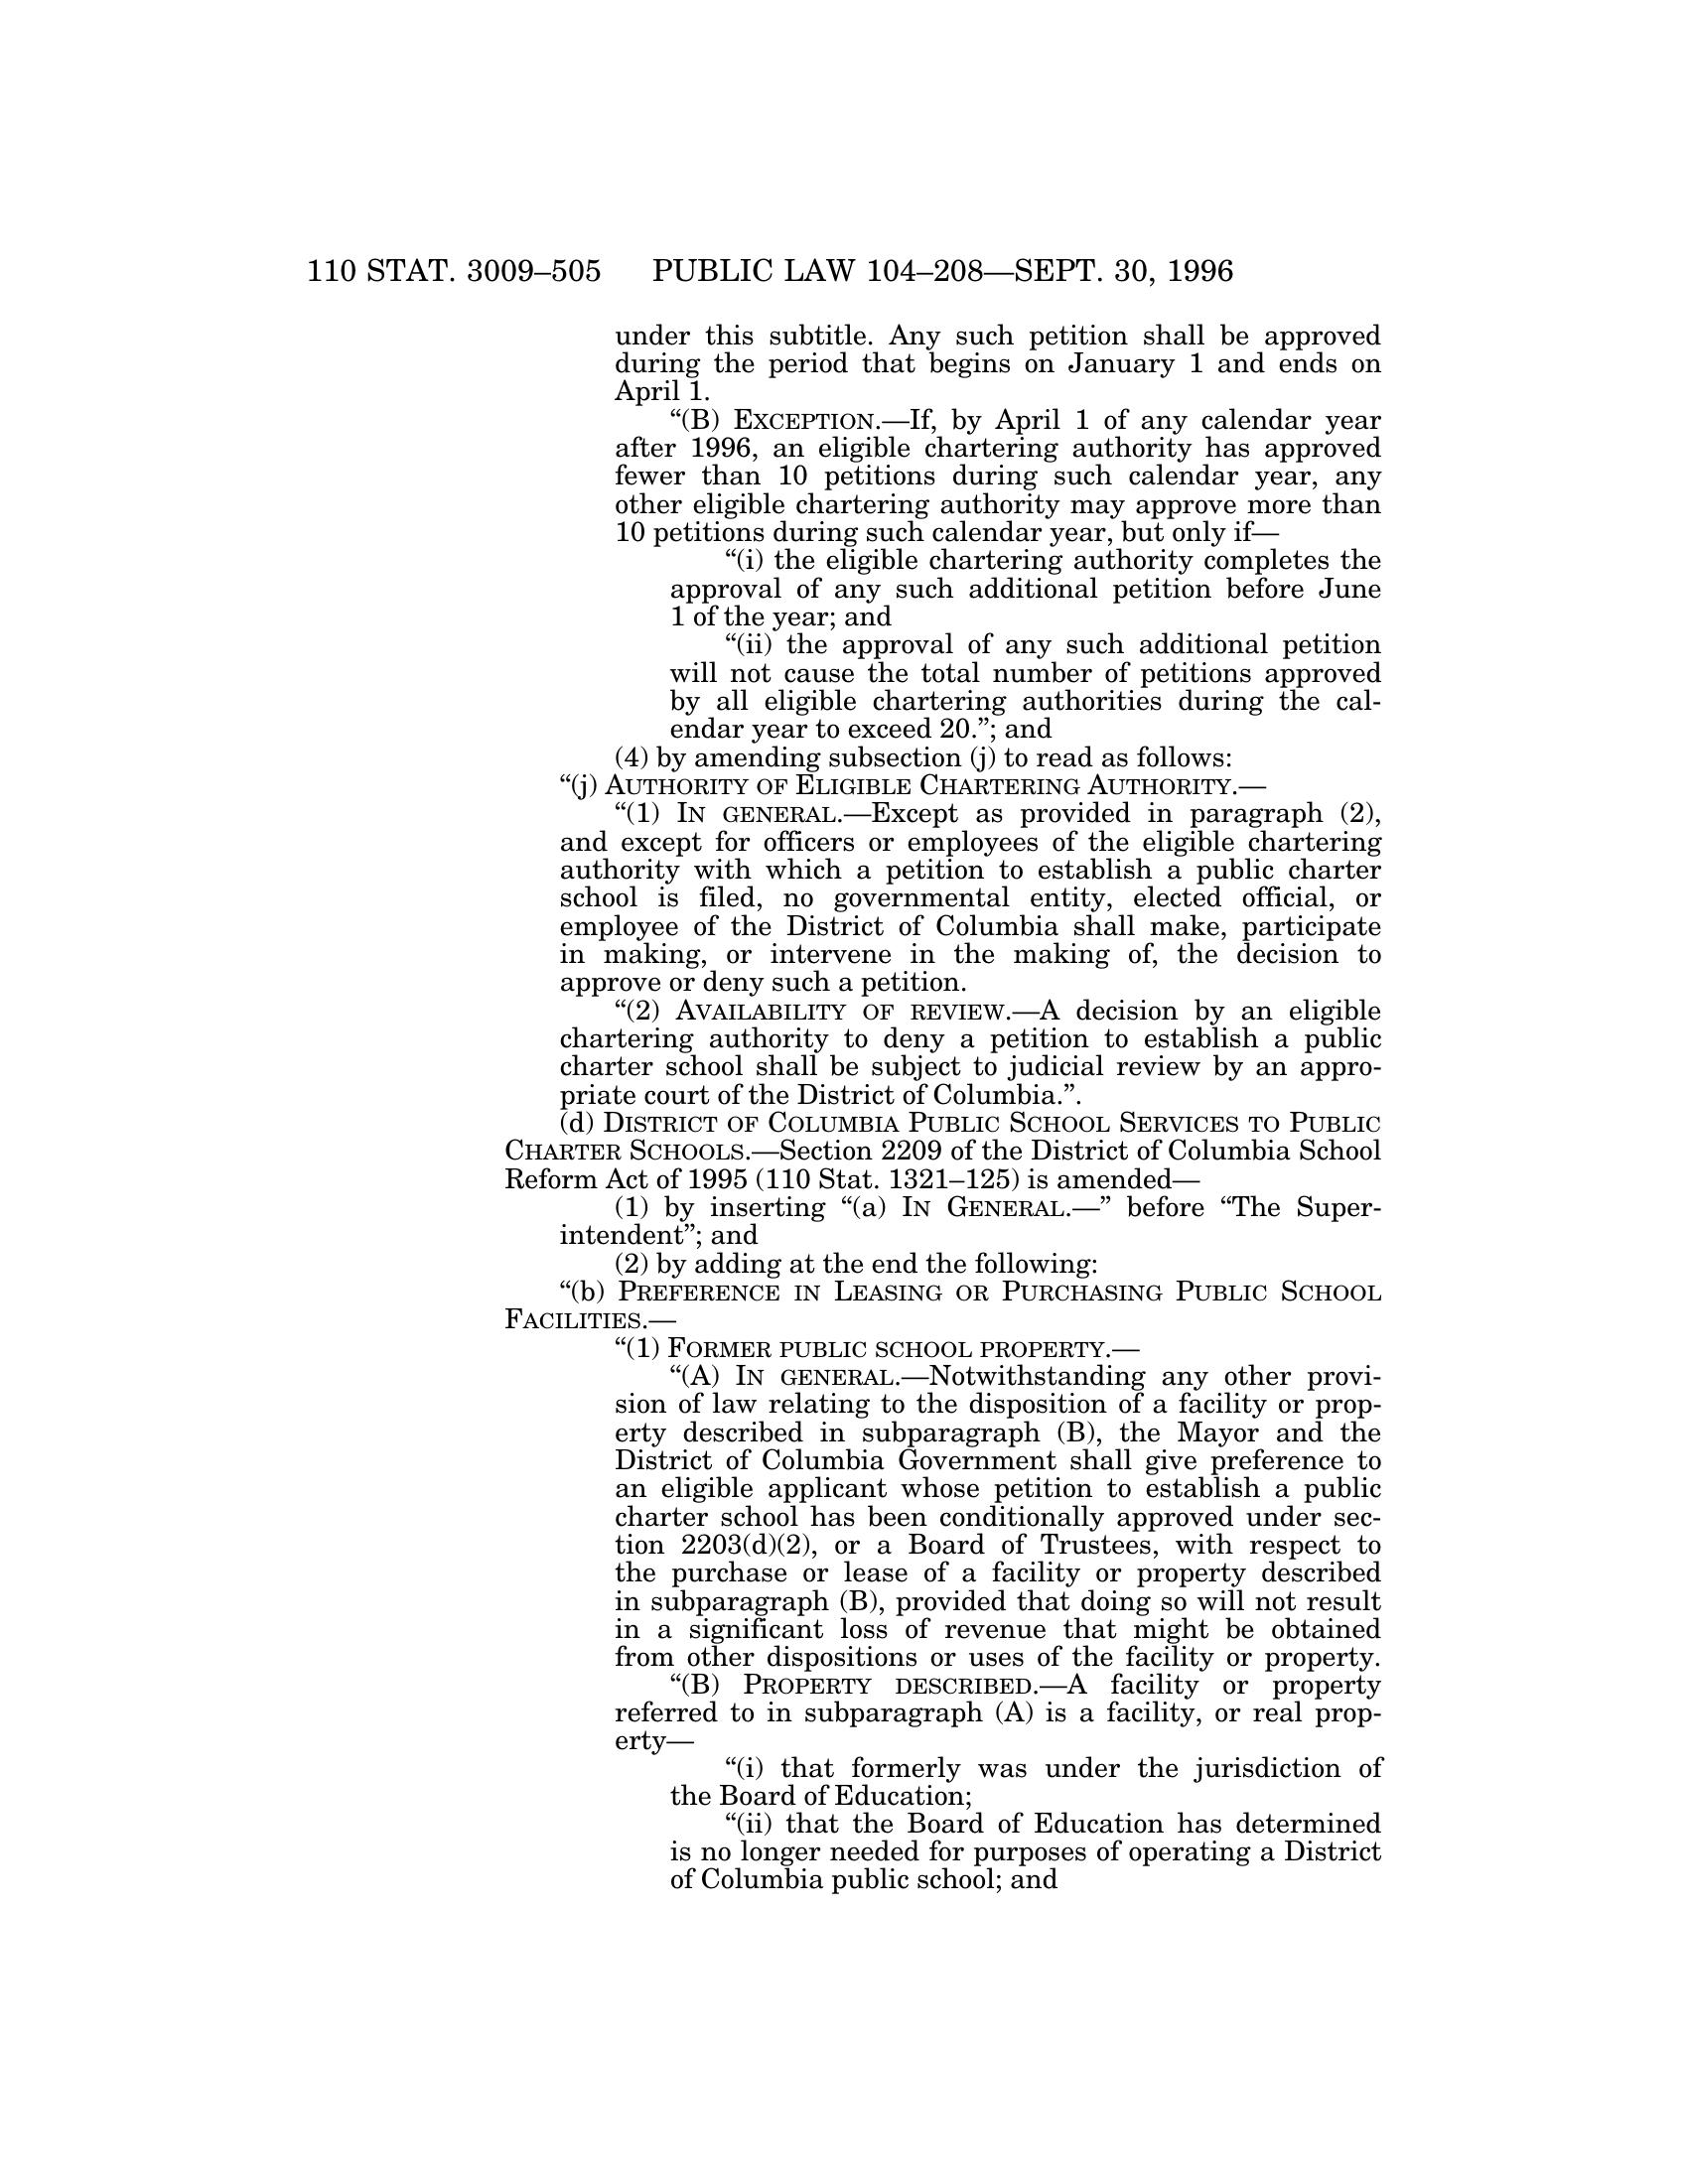 110 STAT. 3009–505 PUBLIC LAW 104–208—SEPT. 30, 1996
under this subtitle. Any such petition shall be approved
during the period that begins on January 1 and ends on
April 1.
“(B) EXCEPTION.—If, by April 1 of any calendar year
after 1996, an eligible chartering authority has approved
fewer than 10 petitions during such calendar year, any
other eligible chartering authority may approve more than
10 petitions during such calendar year, but only if—
“(i) the eligible chartering authority completes the
approval of any such additional petition before June
1 of the year; and
“(ii) the approval of any such additional petition
will not cause the total number of petitions approved
by all eligible chartering authorities during the cal-
endar year to exceed 20.”; and
(4) by amending subsection (j) to read as follows:
“(j) AUTHORITY OF ELIGIBLE CHARTERING AUTHORITY.—
“(1) IN GENERAL.—Except as provided in paragraph (2),
and except for officers or employees of the eligible chartering
authority with which a petition to establish a public charter
school is filed, no governmental entity, elected official, or
employee of the District of Columbia shall make, participate
in making, or intervene in the making of, the decision to
approve or deny such a petition.
“(2) AVAILABILITY OF REVIEW.—A decision by an eligible
chartering authority to deny a petition to establish a public
charter school shall be subject to judicial review by an appro-
priate court of the District of Columbia.”.
(d) DISTRICT OF COLUMBIA PUBLIC SCHOOL SERVICES TO PUBLIC
CHARTER SCHOOLS.—Section 2209 of the District of Columbia School
Reform Act of 1995 (110 Stat. 1321–125) is amended—
(1) by inserting “(a) IN GENERAL.—” before “The Super-
intendent”; and
(2) by adding at the end the following:
“(b) PREFERENCE IN LEASING OR PURCHASING PUBLIC SCHOOL
FACILITIES.—
“(1) FORMER PUBLIC SCHOOL PROPERTY.—
“(A) IN GENERAL.—Notwithstanding any other provi-
sion of law relating to the disposition of a facility or prop-
erty described in subparagraph (B), the Mayor and the
District of Columbia Government shall give preference to
an eligible applicant whose petition to establish a public
charter school has been conditionally approved under sec-
tion 2203(d)(2), or a Board of Trustees, with respect to
the purchase or lease of a facility or property described
in subparagraph (B), provided that doing so will not result
in a significant loss of revenue that might be obtained
from other dispositions or uses of the facility or property.
“(B) PROPERTY DESCRIBED.—A facility or property
referred to in subparagraph (A) is a facility, or real prop-
erty—
“(i) that formerly was under the jurisdiction of
the Board of Education;
“(ii) that the Board of Education has determined
is no longer needed for purposes of operating a District
of Columbia public school; and